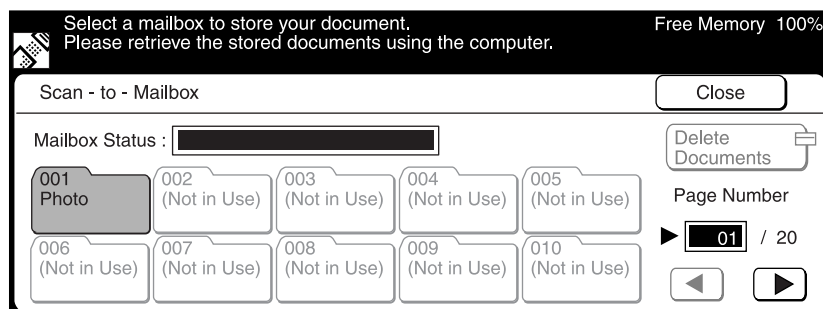 Select a mailbox to store your document.
Please retrieve the stored documents using the computer.
Free Memory 100%
Scan - to - Mailbox
Close
Mailbox Status :
Delete
Documents
001
Photo
002
(Not in Use)
003
(Not in Use)
004
(Not in Use)
005
(Not in Use)
Page Number
01 / 20
006
(Not in Use)
007
(Not in Use)
008
(Not in Use)
009
(Not in Use)
010
(Not in Use)